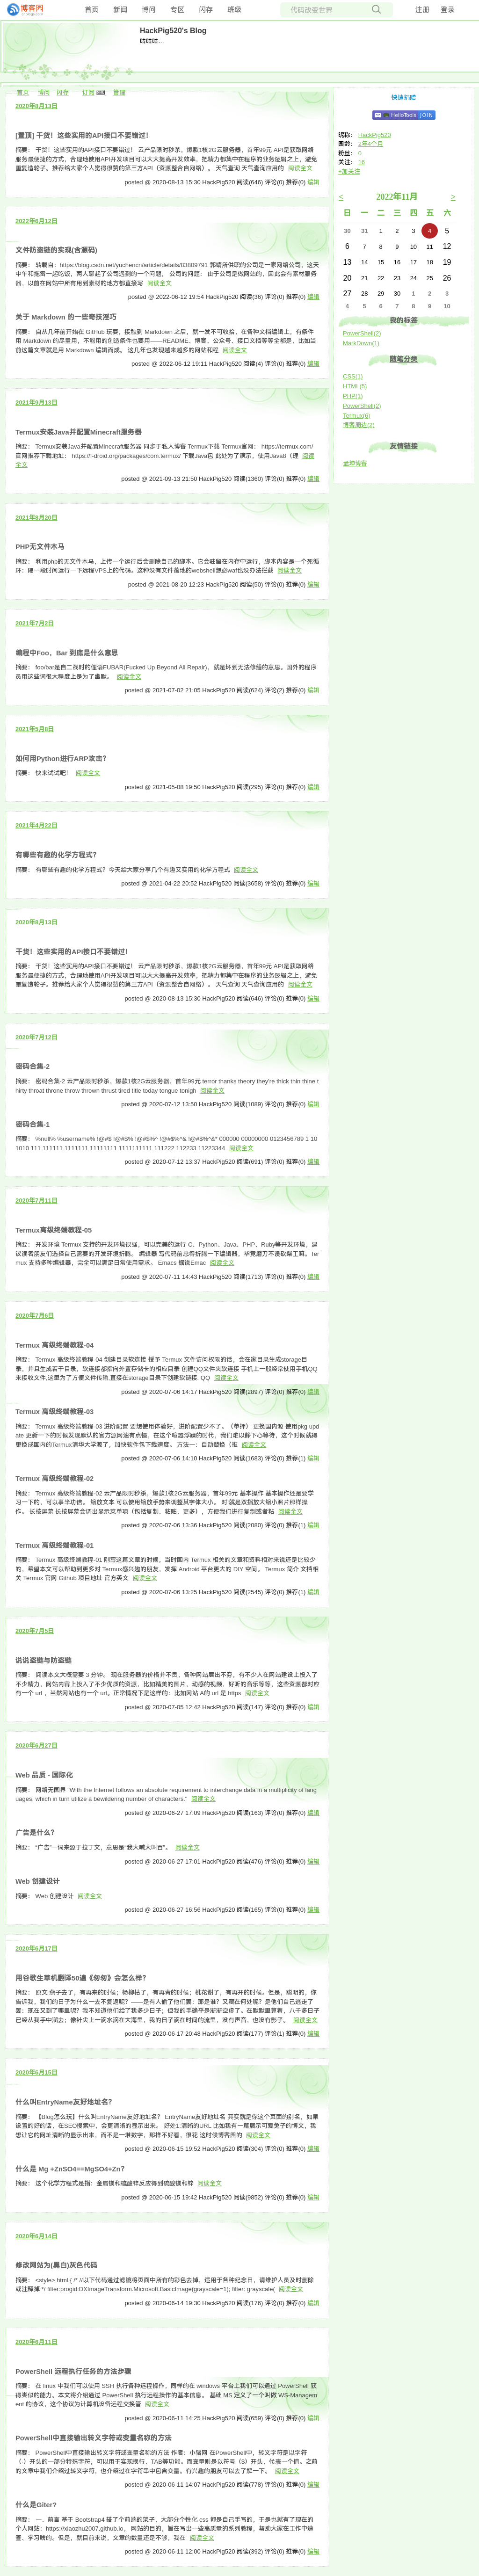 博客园
首页 新闻 博问 专区 闪存 班级
代码改变世界
注册 登录
HackPig520's Blog
咕咕咕…
首页 博问 闪存 订阅 管理
2020年8月13日
[置顶] 干货！这些实用的API接口不要错过！
摘要： 干货！这些实用的API接口不要错过！ 云产品限时秒杀，爆款1核2G云服务器，首年99元 API是获取网络
服务最便捷的方式，合理地使用API开发项目可以大大提高开发效率，把精力都集中在程序的业务逻辑之上，避免
重复造轮子。推荐给大家个人觉得很赞的第三方API（资源整合自网络）。 天气查询 天气查询应用的 阅读全文
posted @ 2020-08-13 15:30 HackPig520 阅读(646) 评论(0) 推荐(0) 编辑
2022年6月12日
文件防盗链的实现(含源码)
摘要： 转载自: https://blog.csdn.net/yuchencn/article/details/83809791 郭靖所供职的公司是一家网络公司，这天
中午和拖雷一起吃饭，两人聊起了公司遇到的一个问题， 公司的问题： 由于公司是做网站的，因此会有素材服务
器，以前在网站中所有用到素材的地方都直接写 阅读全文
posted @ 2022-06-12 19:54 HackPig520 阅读(36) 评论(0) 推荐(0) 编辑
关于 Markdown 的一些奇技淫巧
摘要： 自从几年前开始在 GitHub 玩耍，接触到 Markdown 之后，就一发不可收拾，在各种文档编辑上，有条件
用 Markdown 的尽量用，不能用的创造条件也要用——README、博客、公众号、接口文档等等全都是，比如当
前这篇文章就是用 Markdown 编辑而成。 这几年也发现越来越多的网站和程 阅读全文
posted @ 2022-06-12 19:11 HackPig520 阅读(4) 评论(0) 推荐(0) 编辑
2021年9月13日
Termux安装Java并配置Minecraft服务器
摘要： Termux安装Java并配置Minecraft服务器 同步于私人博客 Termux下载 Termux官网： https://termux.com/
官网推荐下载地址： https://f-droid.org/packages/com.termux/ 下载Java包 此处为了演示，使用Java8（理 阅读
全文
posted @ 2021-09-13 21:50 HackPig520 阅读(1360) 评论(0) 推荐(0) 编辑
2021年8月20日
PHP无文件木马
摘要： 利用php的无文件木马，上传一个运行后会删除自己的脚本。它会驻留在内存中运行，脚本内容是一个死循
环：隔一段时间运行一下远程VPS上的代码。这种没有文件落地的webshell想必waf也没办法拦截 阅读全文
posted @ 2021-08-20 12:23 HackPig520 阅读(50) 评论(0) 推荐(0) 编辑
2021年7月2日
编程中Foo，Bar 到底是什么意思
摘要： foo/bar是自二战时的俚语FUBAR(Fucked Up Beyond All Repair)，就是坏到无法修缮的意思。国外的程序
员用这些词很大程度上是为了幽默。 阅读全文
posted @ 2021-07-02 21:05 HackPig520 阅读(624) 评论(2) 推荐(0) 编辑
2021年5月8日
如何用Python进行ARP攻击？
摘要： 快来试试吧！ 阅读全文
posted @ 2021-05-08 19:50 HackPig520 阅读(295) 评论(0) 推荐(0) 编辑
2021年4月22日
有哪些有趣的化学方程式？
摘要： 有哪些有趣的化学方程式？今天给大家分享几个有趣又实用的化学方程式 阅读全文
posted @ 2021-04-22 20:52 HackPig520 阅读(3658) 评论(0) 推荐(0) 编辑
2020年8月13日
干货！这些实用的API接口不要错过！
摘要： 干货！这些实用的API接口不要错过！ 云产品限时秒杀，爆款1核2G云服务器，首年99元 API是获取网络
服务最便捷的方式，合理地使用API开发项目可以大大提高开发效率，把精力都集中在程序的业务逻辑之上，避免
重复造轮子。推荐给大家个人觉得很赞的第三方API（资源整合自网络）。 天气查询 天气查询应用的 阅读全文
posted @ 2020-08-13 15:30 HackPig520 阅读(646) 评论(0) 推荐(0) 编辑
2020年7月12日
密码合集-2
摘要： 密码合集-2 云产品限时秒杀，爆款1核2G云服务器，首年99元 terror thanks theory they're thick thin thine t
hirty throat throne throw thrown thrust tired title today tongue tonigh 阅读全文
posted @ 2020-07-12 13:50 HackPig520 阅读(1089) 评论(0) 推荐(0) 编辑
密码合集-1
摘要： %null% %username% !@#$ !@#$% !@#$%^ !@#$%^& !@#$%^&* 000000 00000000 0123456789 1 10
1010 111 111111 1111111 11111111 1111111111 111222 112233 11223344 阅读全文
posted @ 2020-07-12 13:37 HackPig520 阅读(691) 评论(0) 推荐(0) 编辑
2020年7月11日
Termux高级终端教程-05
摘要： 开发环境 Termux 支持的开发环境很强，可以完美的运行 C、Python、Java、PHP、Ruby等开发环境，建
议读者朋友们选择自己需要的开发环境折腾。 编辑器 写代码前总得折腾一下编辑器，毕竟磨刀不误砍柴工嘛。Ter
mux 支持多种编辑器，完全可以满足日常使用需求。 Emacs 据说Emac 阅读全文
posted @ 2020-07-11 14:43 HackPig520 阅读(1713) 评论(0) 推荐(0) 编辑
2020年7月6日
Termux 高级终端教程-04
摘要： Termux 高级终端教程-04 创建目录软连接 授予 Termux 文件访问权限的话，会在家目录生成storage目
录，并且生成若干目录，软连接都指向外置存储卡的相应目录 创建QQ文件夹软连接 手机上一般经常使用手机QQ
来接收文件,这里为了方便文件传输,直接在storage目录下创建软链接. QQ 阅读全文
posted @ 2020-07-06 14:17 HackPig520 阅读(2897) 评论(0) 推荐(0) 编辑
Termux 高级终端教程-03
摘要： Termux 高级终端教程-03 进阶配置 要想使用体验好，进阶配置少不了。（单押） 更换国内源 使用pkg upd
ate 更新一下的时候发现默认的官方源网速有点慢，在这个喧嚣浮躁的时代，我们难以静下心等待，这个时候就得
更换成国内的Termux清华大学源了，加快软件包下载速度。 方法一：自动替换（推 阅读全文
posted @ 2020-07-06 14:10 HackPig520 阅读(1683) 评论(0) 推荐(1) 编辑
Termux 高级终端教程-02
摘要： Termux 高级终端教程-02 云产品限时秒杀，爆款1核2G云服务器，首年99元 基本操作 基本操作还是要学
习一下的，可以事半功倍。 缩放文本 可以使用缩放手势来调整其字体大小。 对!就是双指放大缩小照片那样操
作。 长按屏幕 长按屏幕会调出显示菜单项（包括复制、粘贴、更多），方便我们进行复制或者粘 阅读全文
posted @ 2020-07-06 13:36 HackPig520 阅读(2080) 评论(0) 推荐(1) 编辑
Termux 高级终端教程-01
摘要： Termux 高级终端教程-01 刚写这篇文章的时候，当时国内 Termux 相关的文章和资料相对来说还是比较少
的，希望本文可以帮助到更多对 Termux感兴趣的朋友，发挥 Android 平台更大的 DIY 空间。 Termux 简介 文档相
关 Termux 官网 Github 项目地址 官方英文 阅读全文
posted @ 2020-07-06 13:25 HackPig520 阅读(2545) 评论(0) 推荐(1) 编辑
2020年7月5日
说说盗链与防盗链
摘要： 阅读本文大概需要 3 分钟。 现在服务器的价格并不贵，各种网站层出不穷，有不少人在网站建设上投入了
不少精力，网站内容上投入了不少优质的资源，比如精美的图片，动感的视频，好听的音乐等等，这些资源都对应
有一个 url ，当然网站也有一个 url。正常情况下是这样的：比如网站 A的 url 是 https 阅读全文
posted @ 2020-07-05 12:42 HackPig520 阅读(147) 评论(0) 推荐(0) 编辑
2020年6月27日
Web 品质 - 国际化
摘要： 网络无国界 "With the Internet follows an absolute requirement to interchange data in a multiplicity of lang
uages, which in turn utilize a bewildering number of characters." 阅读全文
posted @ 2020-06-27 17:09 HackPig520 阅读(163) 评论(0) 推荐(0) 编辑
广告是什么？
摘要： “广告”一词来源于拉丁文，意思是“我大喊大叫百”。 阅读全文
posted @ 2020-06-27 17:01 HackPig520 阅读(476) 评论(0) 推荐(0) 编辑
Web 创建设计
摘要： Web 创建设计 阅读全文
posted @ 2020-06-27 16:56 HackPig520 阅读(165) 评论(0) 推荐(0) 编辑
2020年6月17日
用谷歌生草机翻译50遍《匆匆》会怎么样？
摘要： 原文 燕子去了，有再来的时候；杨柳枯了，有再青的时候；桃花谢了，有再开的时候。但是，聪明的，你
告诉我，我们的日子为什么一去不复返呢？——是有人偷了他们罢：那是谁？又藏在何处呢？是他们自己逃走了
罢：现在又到了哪里呢？我不知道他们给了我多少日子；但我的手确乎是渐渐空虚了。在默默里算着，八千多日子
已经从我手中溜去；像针尖上一滴水滴在大海里，我的日子滴在时间的流里，没有声音，也没有影子。 阅读全文
posted @ 2020-06-17 20:48 HackPig520 阅读(177) 评论(1) 推荐(0) 编辑
2020年6月15日
什么叫EntryName友好地址名？
摘要： 【Blog怎么玩】什么叫EntryName友好地址名？ EntryName友好地址名 其实就是你这个页面的别名，如果
设置的好的话，在SEO搜索中，会更清晰的显示出来。 好处1:清晰的URL 比如我有一篇展示可爱兔子的博文，我
想让它的网址清晰的显示出来，而不是一堆数字，那样不好看，很花 这时候博客园的 阅读全文
posted @ 2020-06-15 19:52 HackPig520 阅读(304) 评论(0) 推荐(0) 编辑
什么是 Mg +ZnSO4==MgSO4+Zn？
摘要： 这个化学方程式是指：金属镁和硫酸锌反应得到硫酸镁和锌 阅读全文
posted @ 2020-06-15 19:42 HackPig520 阅读(9852) 评论(0) 推荐(0) 编辑
2020年6月14日
修改网站为(黑白)灰色代码
摘要： <style> html { /* //以下代码通过滤镜将页面中所有的彩色去掉，适用于各种纪念日，请维护人员及时删除
或注释掉 */ filter:progid:DXImageTransform.Microsoft.BasicImage(grayscale=1); filter: grayscale( 阅读全文
posted @ 2020-06-14 19:30 HackPig520 阅读(176) 评论(0) 推荐(0) 编辑
2020年6月11日
PowerShell 远程执行任务的方法步骤
摘要： 在 linux 中我们可以使用 SSH 执行各种远程操作，同样的在 windows 平台上我们可以通过 PowerShell 获
得类似的能力。本文将介绍通过 PowerShell 执行远程操作的基本信息。 基础 MS 定义了一个叫做 WS-Managem
ent 的协议，这个协议为计算机设备远程交换管 阅读全文
posted @ 2020-06-11 14:25 HackPig520 阅读(659) 评论(0) 推荐(0) 编辑
PowerShell中直接输出转义字符或变量名称的方法
摘要： PowerShell中直接输出转义字符或变量名称的方法 作者：小猪网 在PowerShell中，转义字符是以字符
（`）开头的一部分特殊字符，可以用于实现换行、TAB等功能。而变量则是以符号（$）开头，代表一个值。之前的
文章中我们介绍过转义字符，也介绍过在字符串中包含变量，有兴趣的朋友可以去了解一下。 阅读全文
posted @ 2020-06-11 14:07 HackPig520 阅读(778) 评论(0) 推荐(0) 编辑
什么是Giter?
摘要： 一、前言 基于 Bootstrap4 搭了个前端的架子，大部分个性化 css 都是自己手写的，于是也就有了现在的
个人网站：https://xiaozhu2007.github.io， 网站的目的，旨在写出一些高质量的系列教程，帮助大家在工作中速
查、学习啥的。但是，就目前来说，文章的数量还是不够，我在 阅读全文
posted @ 2020-06-11 12:00 HackPig520 阅读(392) 评论(0) 推荐(0) 编辑
快速捐赠
HelloTools JOIN
昵称： HackPig520
园龄： 2年4个月
粉丝： 0
关注： 16
+加关注
< 2022年11月 >
日 一 二 三 四 五 六
30 31 1 2 3 4 5
6 7 8 9 10 11 12
13 14 15 16 17 18 19
20 21 22 23 24 25 26
27 28 29 30 1 2 3
4 5 6 7 8 9 10
我的标签
PowerShell(2)
MarkDown(1)
随笔分类
CSS(1)
HTML(5)
PHP(1)
PowerShell(2)
Termux(6)
博客周边(2)
友情链接
孟坤博客